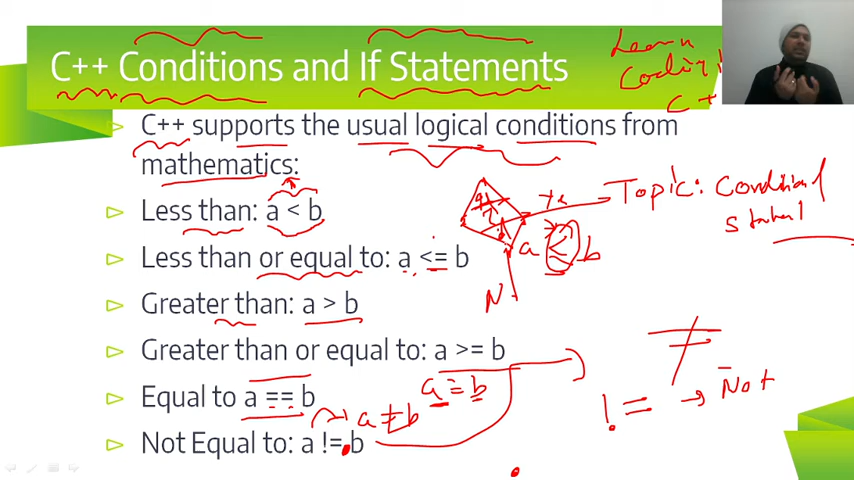 C++ Conditions and If Statements
Learn
Coding
C +
C++ supports the usual logical conditions from
mathematics:
Topic: Conditional
Less than: a < b
Less than or equal to: a <= b
a ≤ b
Greater than: a > b
N
Greater than or equal to: a >= b
a = b
Equal to a == b
a ≠ b
Not Equal to: a != b
≠
!= → Not